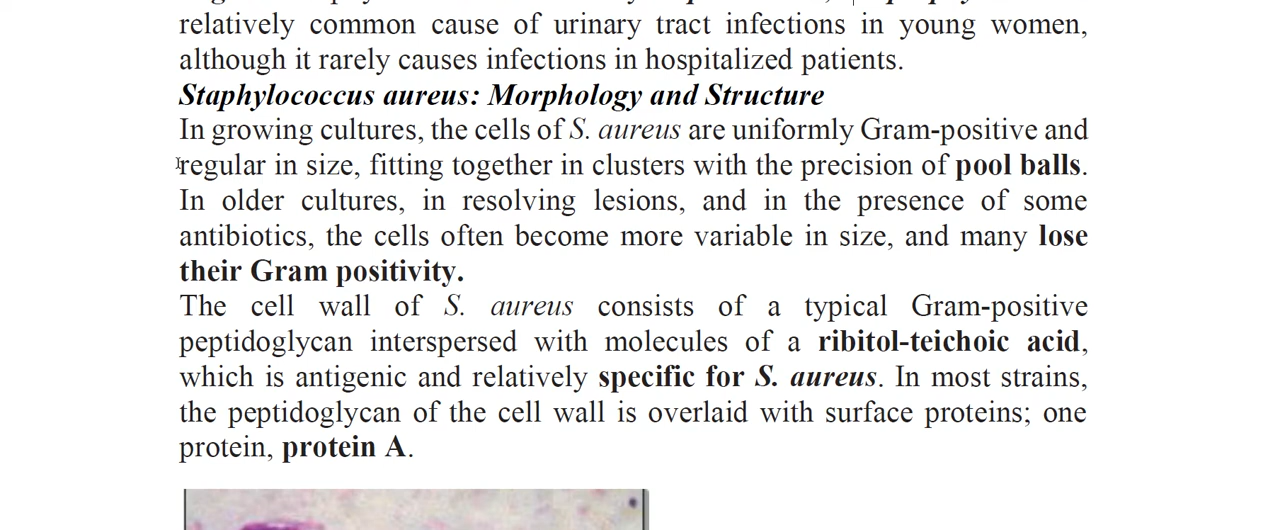 relatively common cause of urinary tract infections in young women,
although it rarely causes infections in hospitalized patients.
Staphylococcus aureus: Morphology and Structure
In growing cultures, the cells of S. aureus are uniformly Gram-positive and
regular in size, fitting together in clusters with the precision of pool balls.
In older cultures, in resolving lesions, and in the presence of some
antibiotics, the cells often become more variable in size, and many lose
their Gram positivity.
The cell wall of S. aureus consists of a typical Gram-positive
peptidoglycan interspersed with molecules of a ribitol-teichoic acid,
which is antigenic and relatively specific for S. aureus. In most strains,
the peptidoglycan of the cell wall is overlaid with surface proteins; one
protein, protein A.